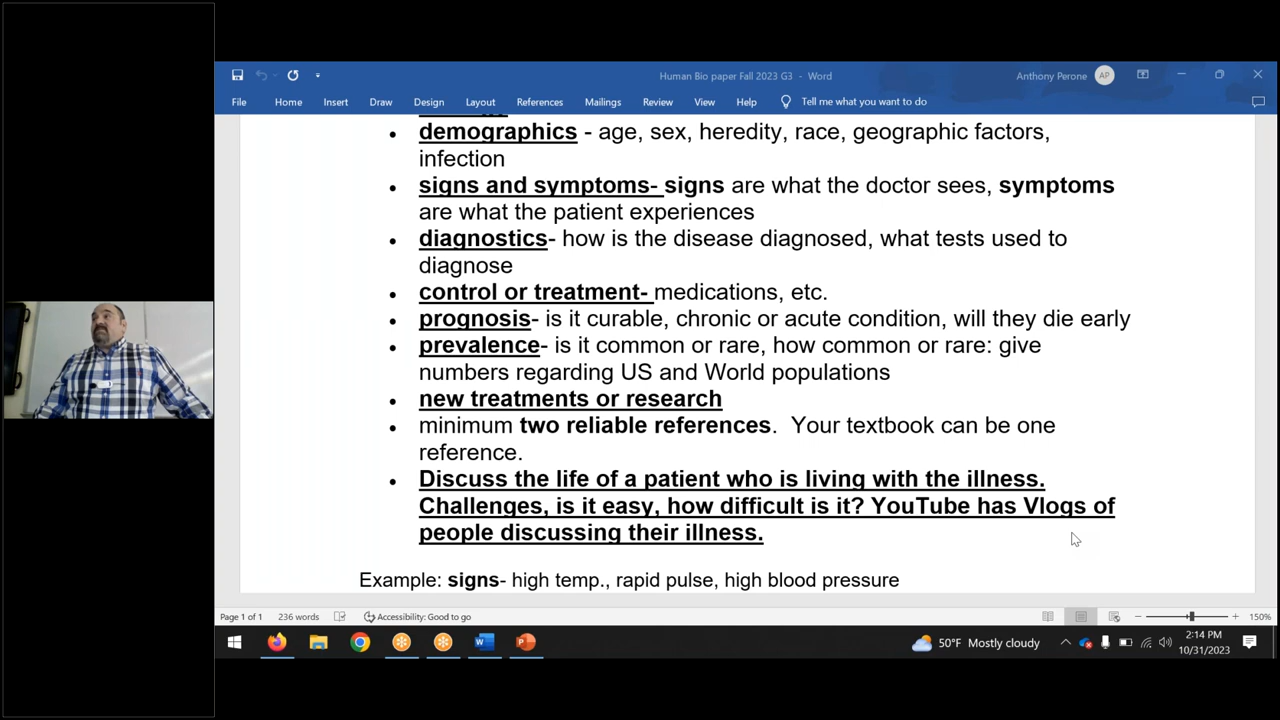 Human Bio paper Fall 2023 G3 - Word
Anthony Perone AP
File Home Insert Draw Design Layout References Mailings Review View Help Tell me what you want to do
• demographics - age, sex, heredity, race, geographic factors,
infection
• signs and symptoms- signs are what the doctor sees, symptoms
are what the patient experiences
• diagnostics- how is the disease diagnosed, what tests used to
diagnose
• control or treatment- medications, etc.
• prognosis- is it curable, chronic or acute condition, will they die early
• prevalence- is it common or rare, how common or rare: give
numbers regarding US and World populations
• new treatments or research
• minimum two reliable references.  Your textbook can be one
reference.
• Discuss the life of a patient who is living with the illness.
Challenges, is it easy, how difficult is it? YouTube has Vlogs of
people discussing their illness.
Example: signs- high temp., rapid pulse, high blood pressure
Page 1 of 1 236 words Accessibility: Good to go 150%
50°F Mostly cloudy 2:14 PM
10/31/2023